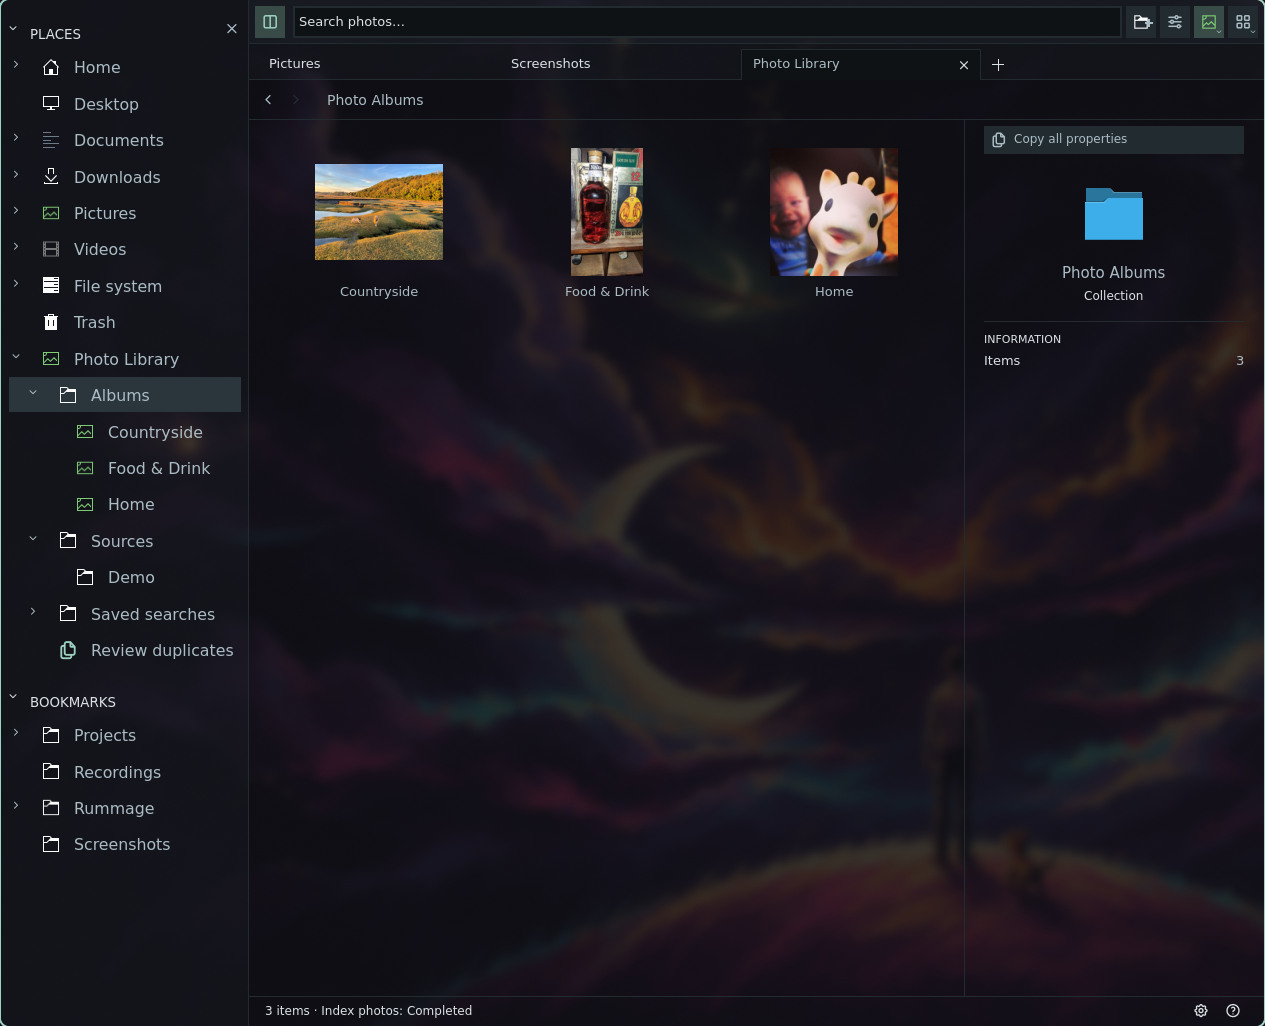 PLACES
Home
Desktop
Documents
Downloads
Pictures
Videos
File system
Trash
Photo Library
Albums
Countryside
Food & Drink
Home
Sources
Demo
Saved searches
Review duplicates
BOOKMARKS
Projects
Recordings
Rummage
Screenshots
Search photos...
Pictures
Screenshots
Photo Library
Photo Albums
Countryside
Food & Drink
Home
Copy all properties
Photo Albums
Collection
INFORMATION
Items 3
3 items · Index photos: Completed